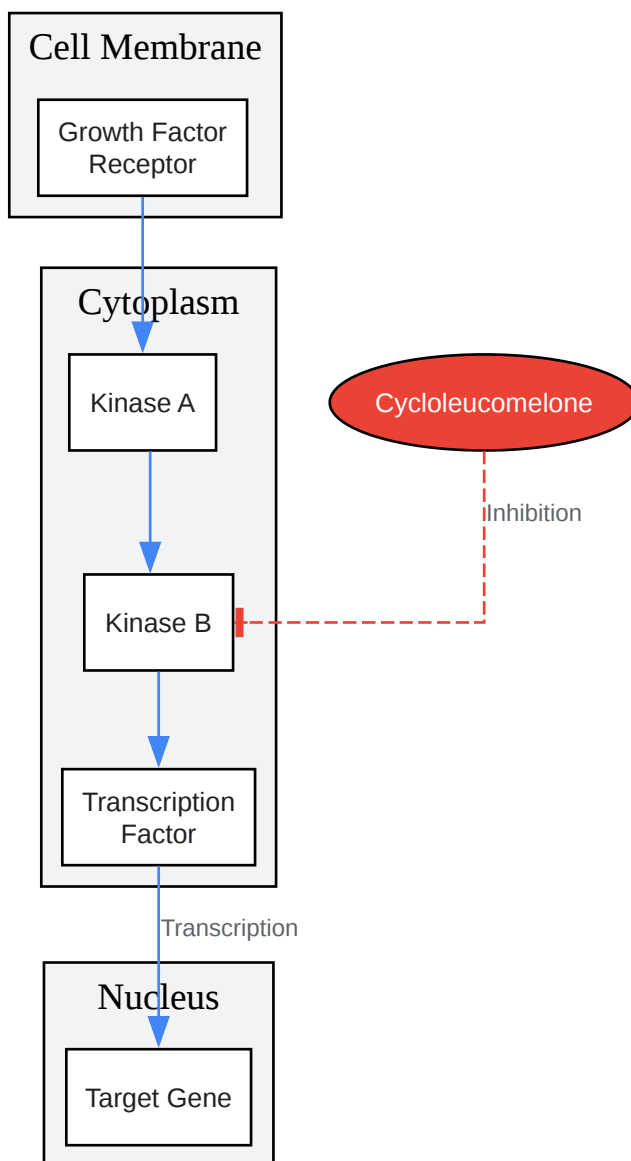 Cell Membrane
Growth Factor
Receptor
Cytoplasm
Kinase A
Cycloleucomelone
Inhibition
Kinase B
Transcription
Factor
Transcription
Nucleus
Target Gene